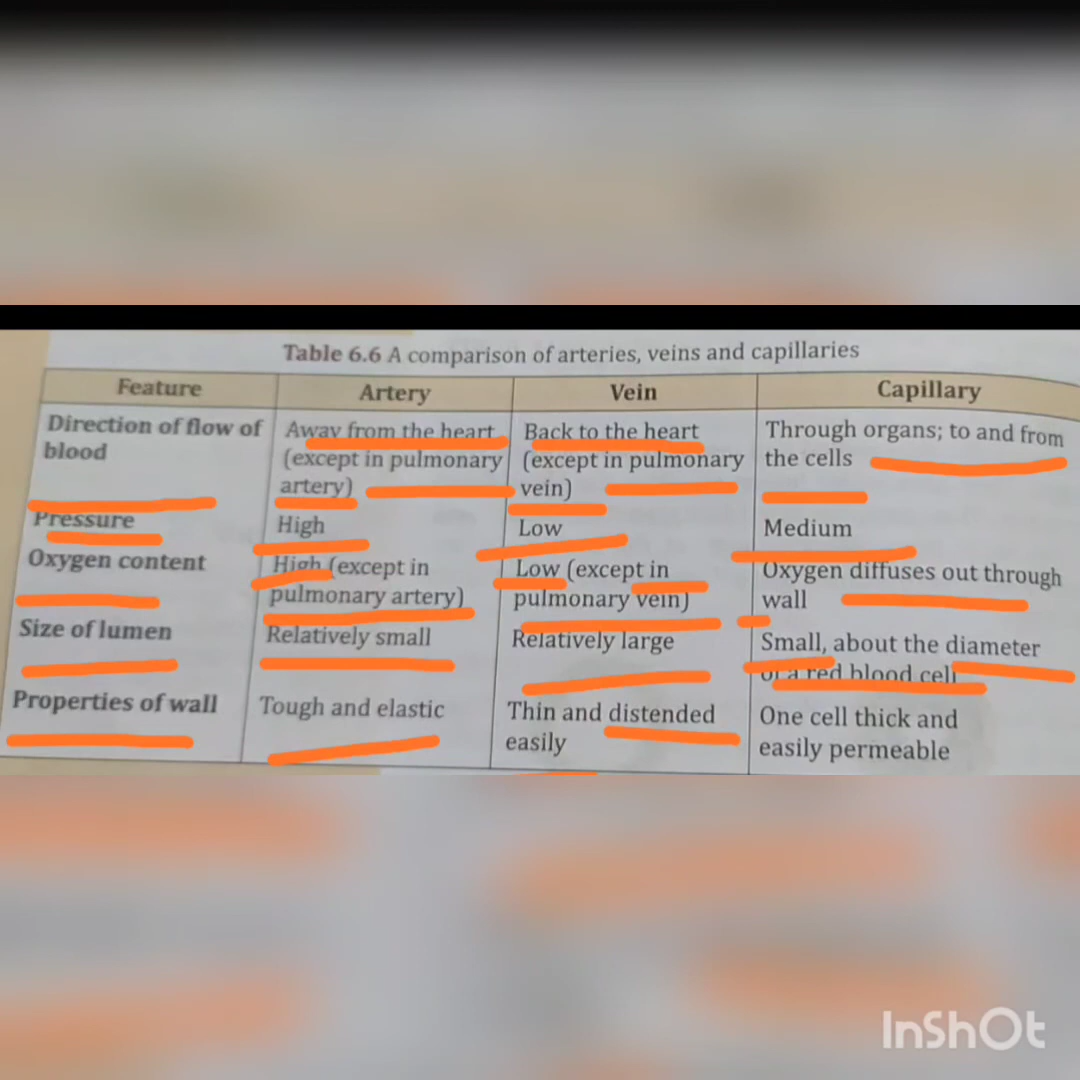 Table 6.6 A comparison of arteries, veins and capillaries
Feature
Artery
Vein
Capillary
Direction of flow of
blood
Away from the heart
(except in pulmonary
artery)
Back to the heart
(except in pulmonary
vein)
Through organs; to and from
the cells
Pressure
High
Low
Medium
Oxygen content
High (except in
pulmonary artery)
Low (except in
pulmonary vein)
Oxygen diffuses out through
wall
Size of lumen
Relatively small
Relatively large
Small, about the diameter
of a red blood cell
Properties of wall
Tough and elastic
Thin and distended
easily
One cell thick and
easily permeable
InShOt